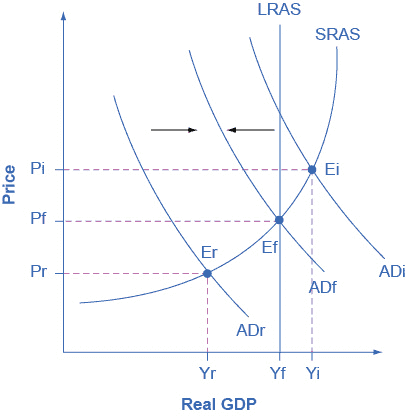 LRAS
SRAS
Pi
Ei
Price
Pf
Ef
Er
Pr
ADi
ADf
ADr
Yr
Yf
Yi
Real GDP